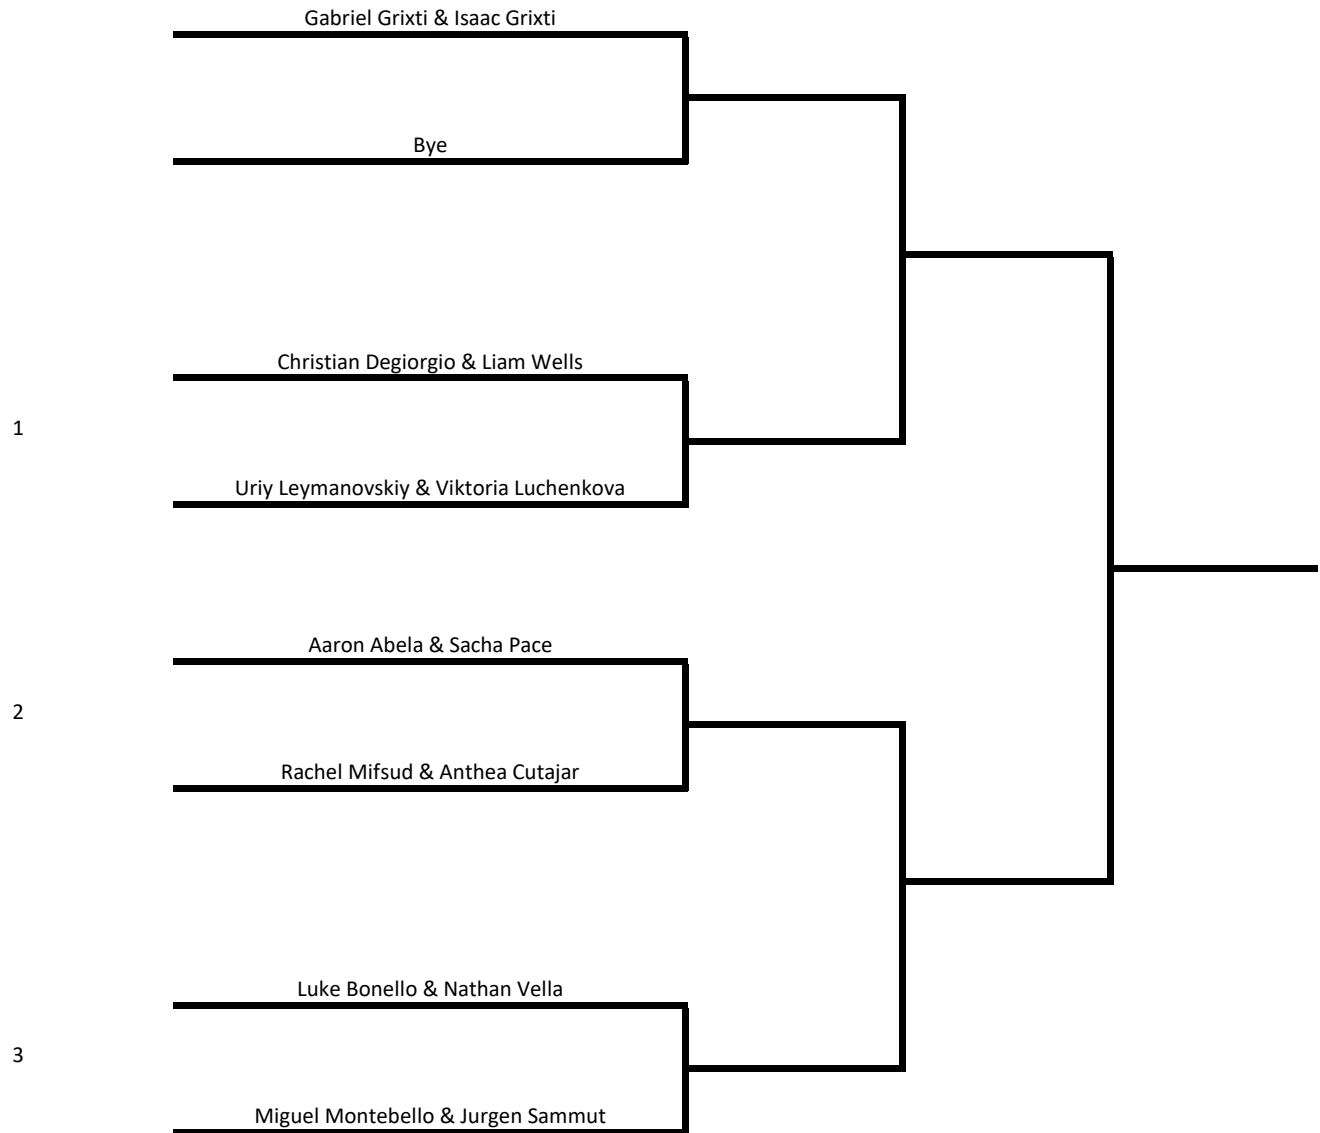 Gabriel Grixti & Isaac Grixti
Bye
Christian Degiorgio & Liam Wells
1
Uriy Leymanovskiy & Viktoria Luchenkova
Aaron Abela & Sacha Pace
2
Rachel Mifsud & Anthea Cutajar
Luke Bonello & Nathan Vella
3
Miguel Montebello & Jurgen Sammut